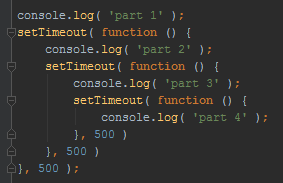 console.log( 'part 1' );
setTimeout( function () {
    console.log( 'part 2' );
    setTimeout( function () {
        console.log( 'part 3' );
        setTimeout( function () {
            console.log( 'part 4' );
        }, 500 )
    }, 500 )
}, 500 );